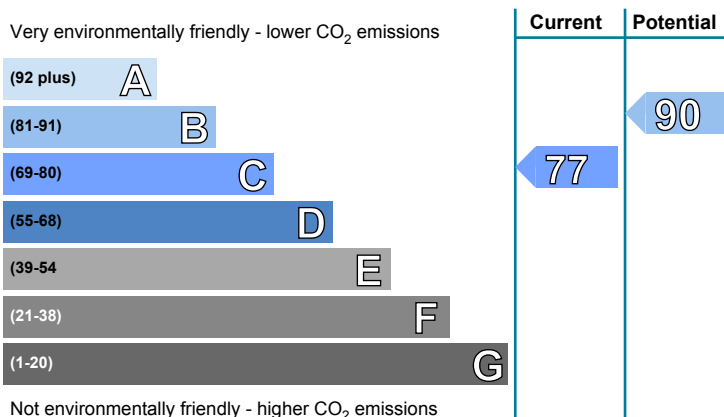 Current Potential
Very environmentally friendly - lower CO₂ emissions
(92 plus) A
(81-91) B
90
(69-80) C
77
(55-68) D
(39-54 E
(21-38) F
(1-20) G
Not environmentally friendly - higher CO₂ emissions